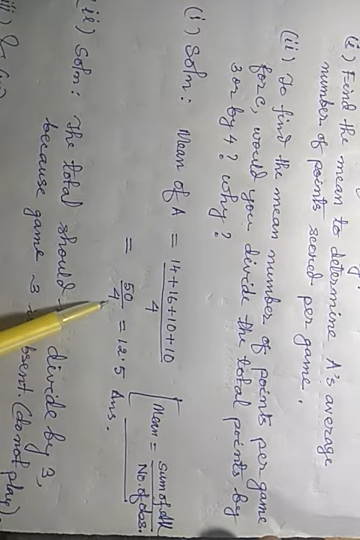 (i) Find the mean to determine A's average
number of points scored per game.
(ii) To find the mean number of points per game
for C, would you divide the total points by
3 or by 4? Why?
(i) Soln: Mean of A = 14+16+10+10 / 4
= 50/4 = 12.5 Ans. [Mean = sum of all / No. of obs.
(ii) Soln: The total should divide by 3,
because game 3 absent. (do not play).